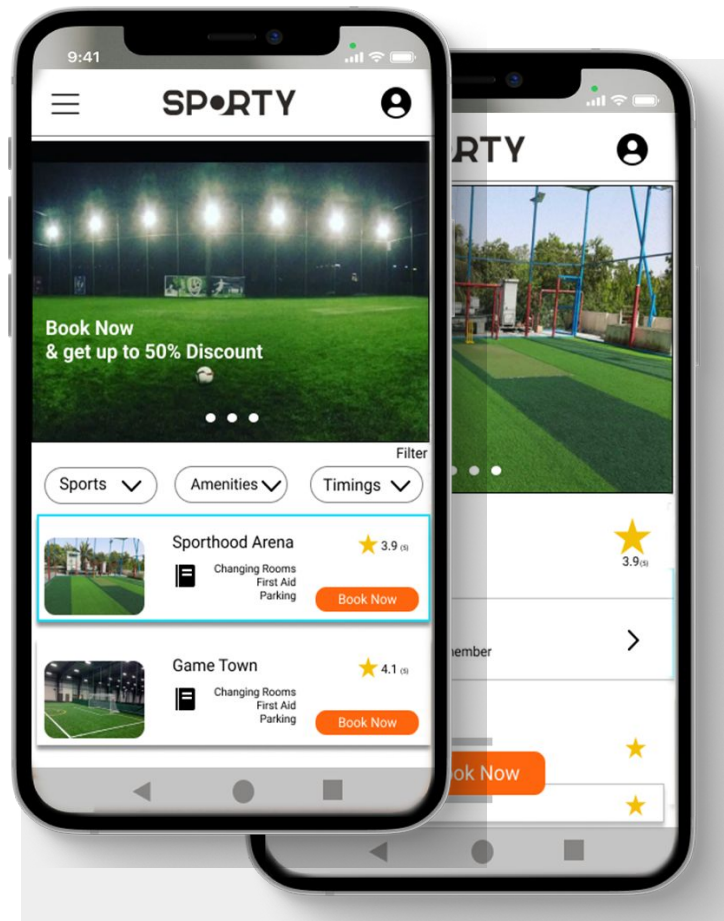 9:41
SPORTY
Book Now
& get up to 50% Discount
Filter
Sports
Amenities
Timings
Sporthood Arena
3.9 (5)
Changing Rooms
First Aid
Parking
Book Now
Game Town
4.1 (5)
Changing Rooms
First Aid
Parking
Book Now
RTY
3.9(5)
ember
ok Now